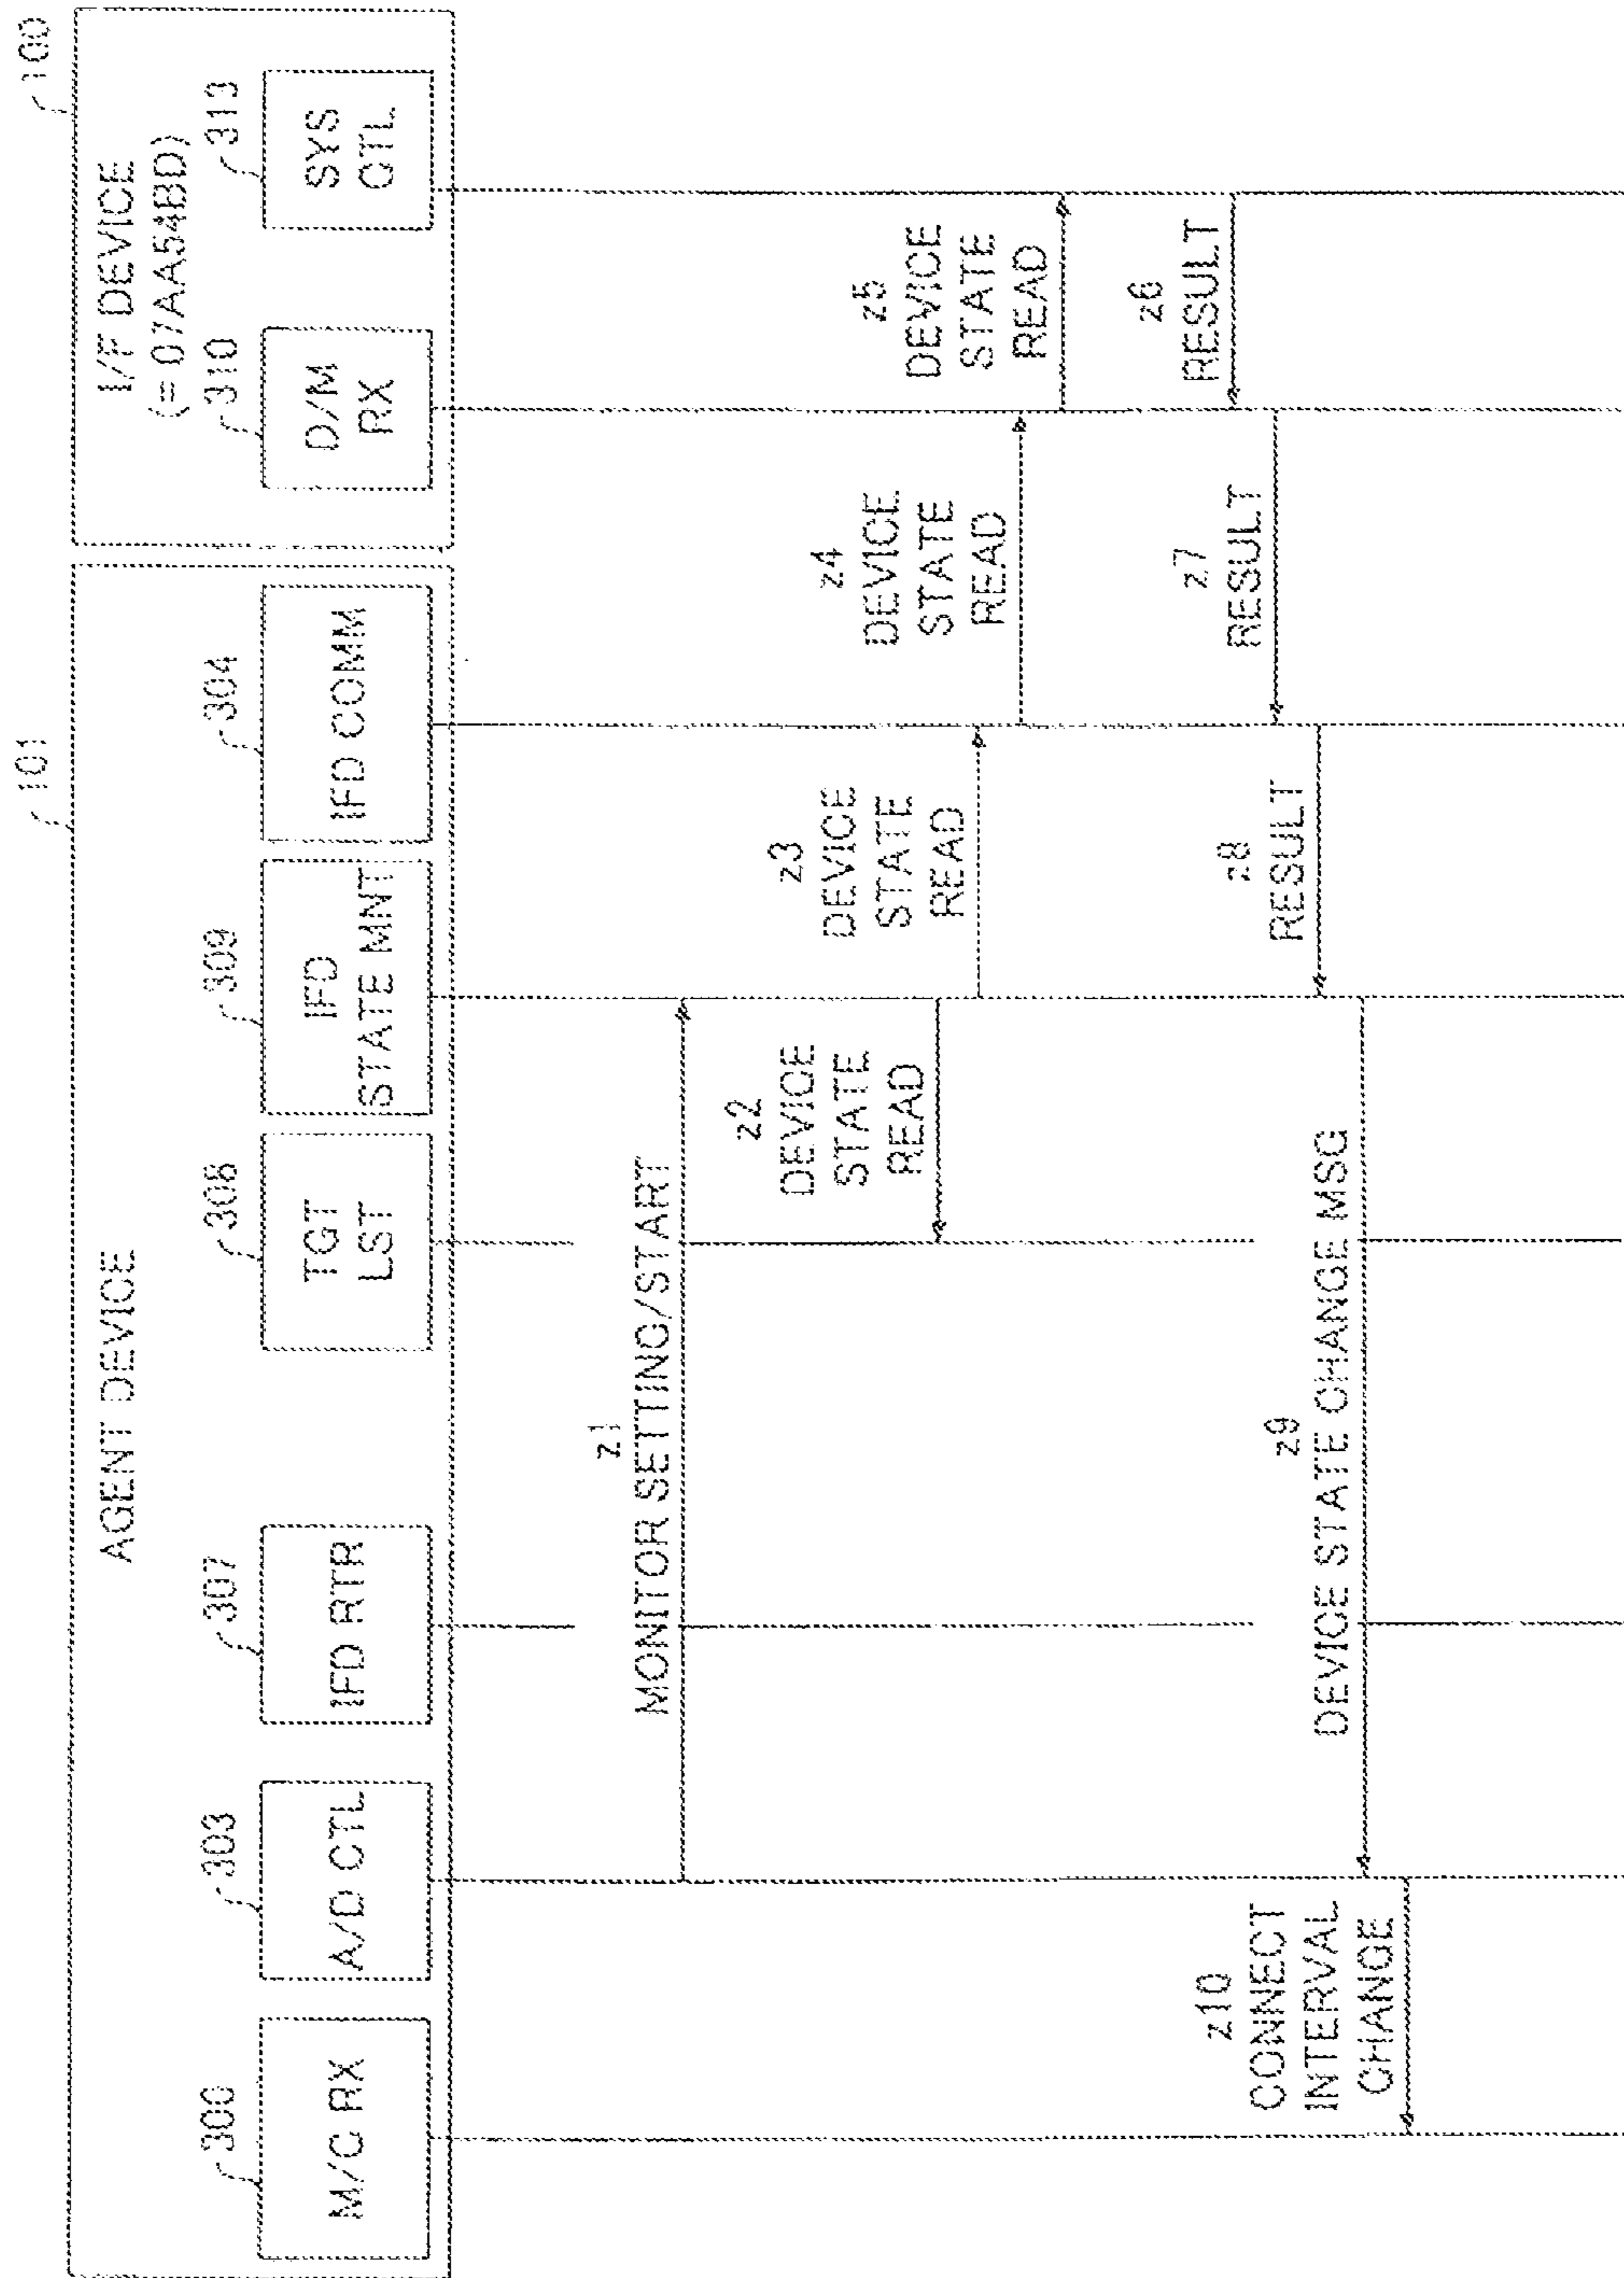 101
100
AGENT DEVICE
I/F DEVICE
(= 07AA54BD)
300
303
307
308
309
304
310
313
M/C RX
A/D CTL
IFD RTR
TGT
LST
IFD
STATE MNT
IFD COMM
D/M
RX
SYS
CTL
z1
MONITOR SETTING/START
z2
DEVICE
STATE
READ
z3
DEVICE
STATE
READ
z4
DEVICE
STATE
READ
z5
DEVICE
STATE
READ
z6
RESULT
z7
RESULT
z8
RESULT
z9
DEVICE STATE CHANGE MSG
z10
CONNECT
INTERVAL
CHANGE